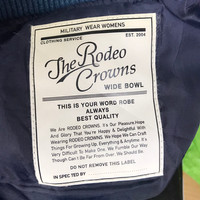 MILITARY WEAR WOMENS
CLOTHING SERVICE
EST 2004
The Rodeo
Crowns
WIDE BOWL
THIS IS YOUR WORD ROBE
ALWAYS
BEST QUALITY
We Are RODEO CROWNS. It's Our Pleasure. Hope
And Glory That You're Happy & Delightful With
Wearing RODEO CROWNS. We Hope We Can Craft
Things For Growing Up. Everything & Anytime It's
Very Difficult To Make One. We Fumble Our Way
Though Can't Be Far From Over. We Should Be.
DO NOT REMOVE THIS LABEL
IN SPECTED BY